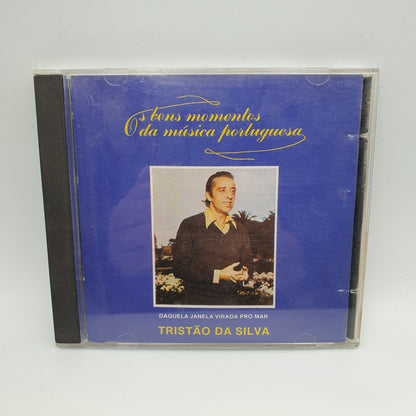 Os bons momentos
da música portuguesa
DAQUELA JANELA VIRADA PRÓ MAR
TRISTÃO DA SILVA